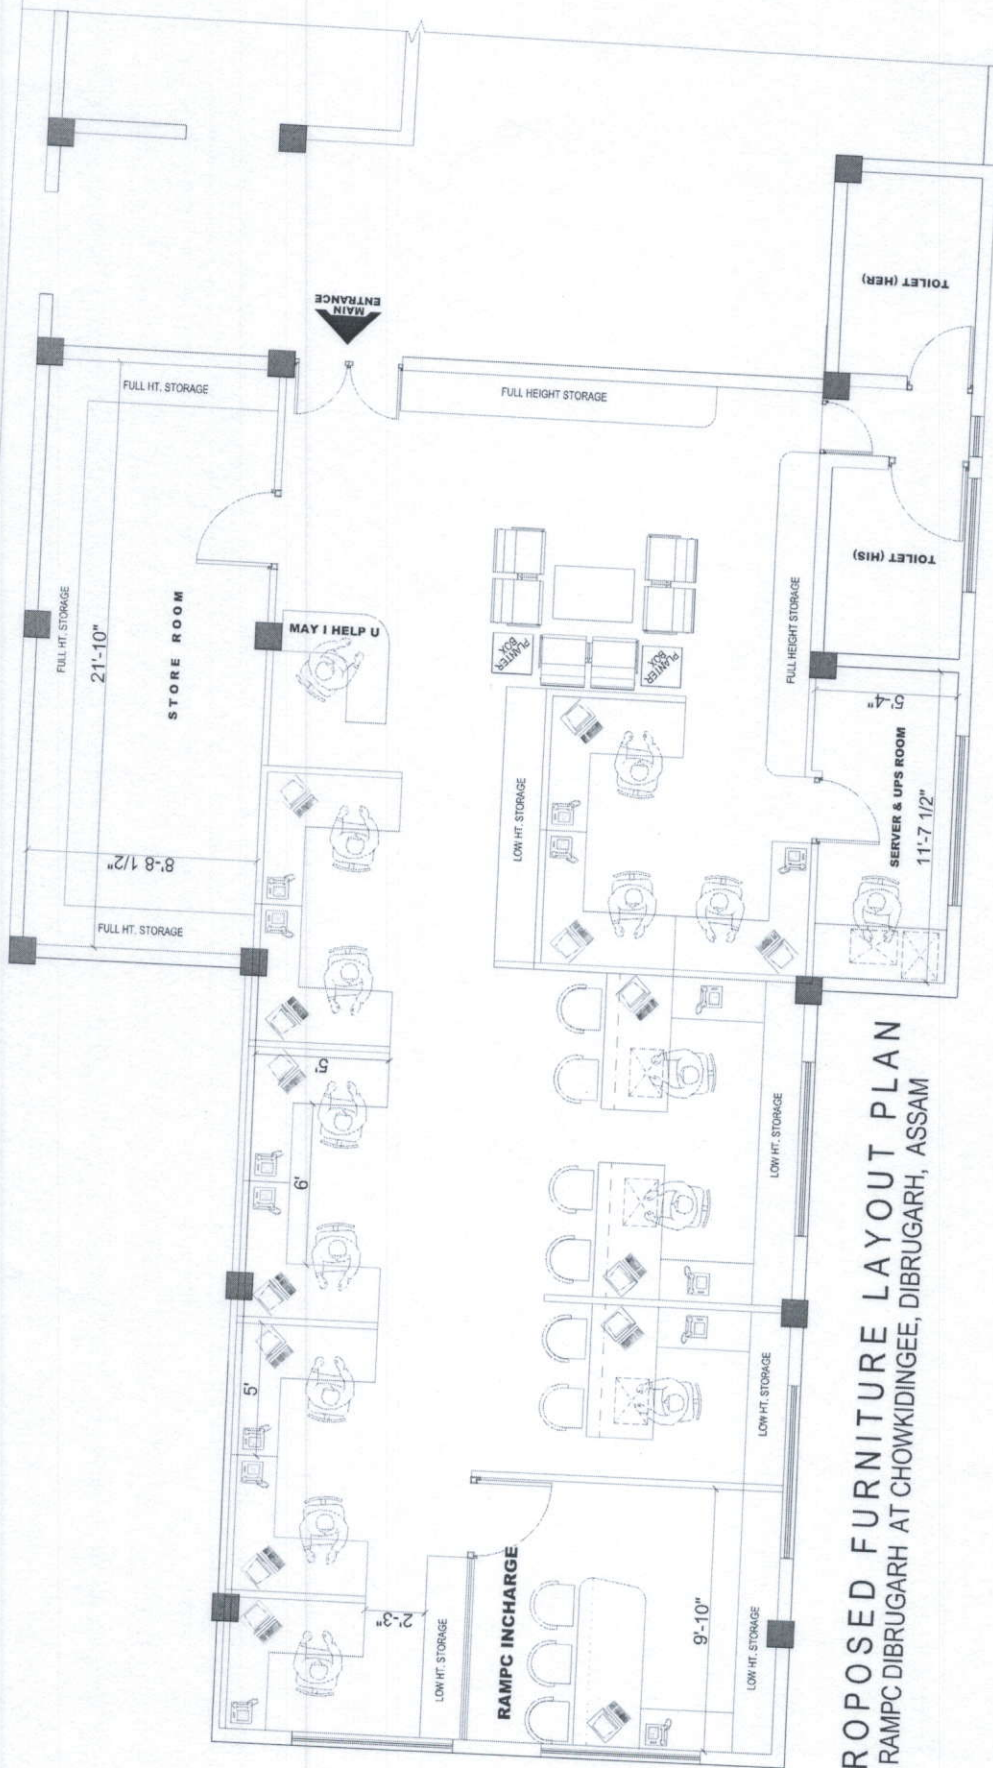 MAIN
ENTRANCE
FULL HT. STORAGE
FULL HEIGHT STORAGE
TOILET (HER)
FULL HT. STORAGE
21'-10"
STORE ROOM
MAY I HELP U
TOILET (HIS)
PLANTER
BOX
PLANTER
BOX
FULL HEIGHT STORAGE
5'-4"
SERVER & UPS ROOM
11'-7 1/2"
8'-8 1/2"
FULL HT. STORAGE
LOW HT. STORAGE
5'
6'
LOW HT. STORAGE
5'
LOW HT. STORAGE
2'-3"
LOW HT. STORAGE
RAMPC INCHARGE
9'-10"
LOW HT. STORAGE
ROPOSED FURNITURE LAYOUT PLAN
RAMPC DIBRUGARH AT CHOWKIDINGEE, DIBRUGARH, ASSAM